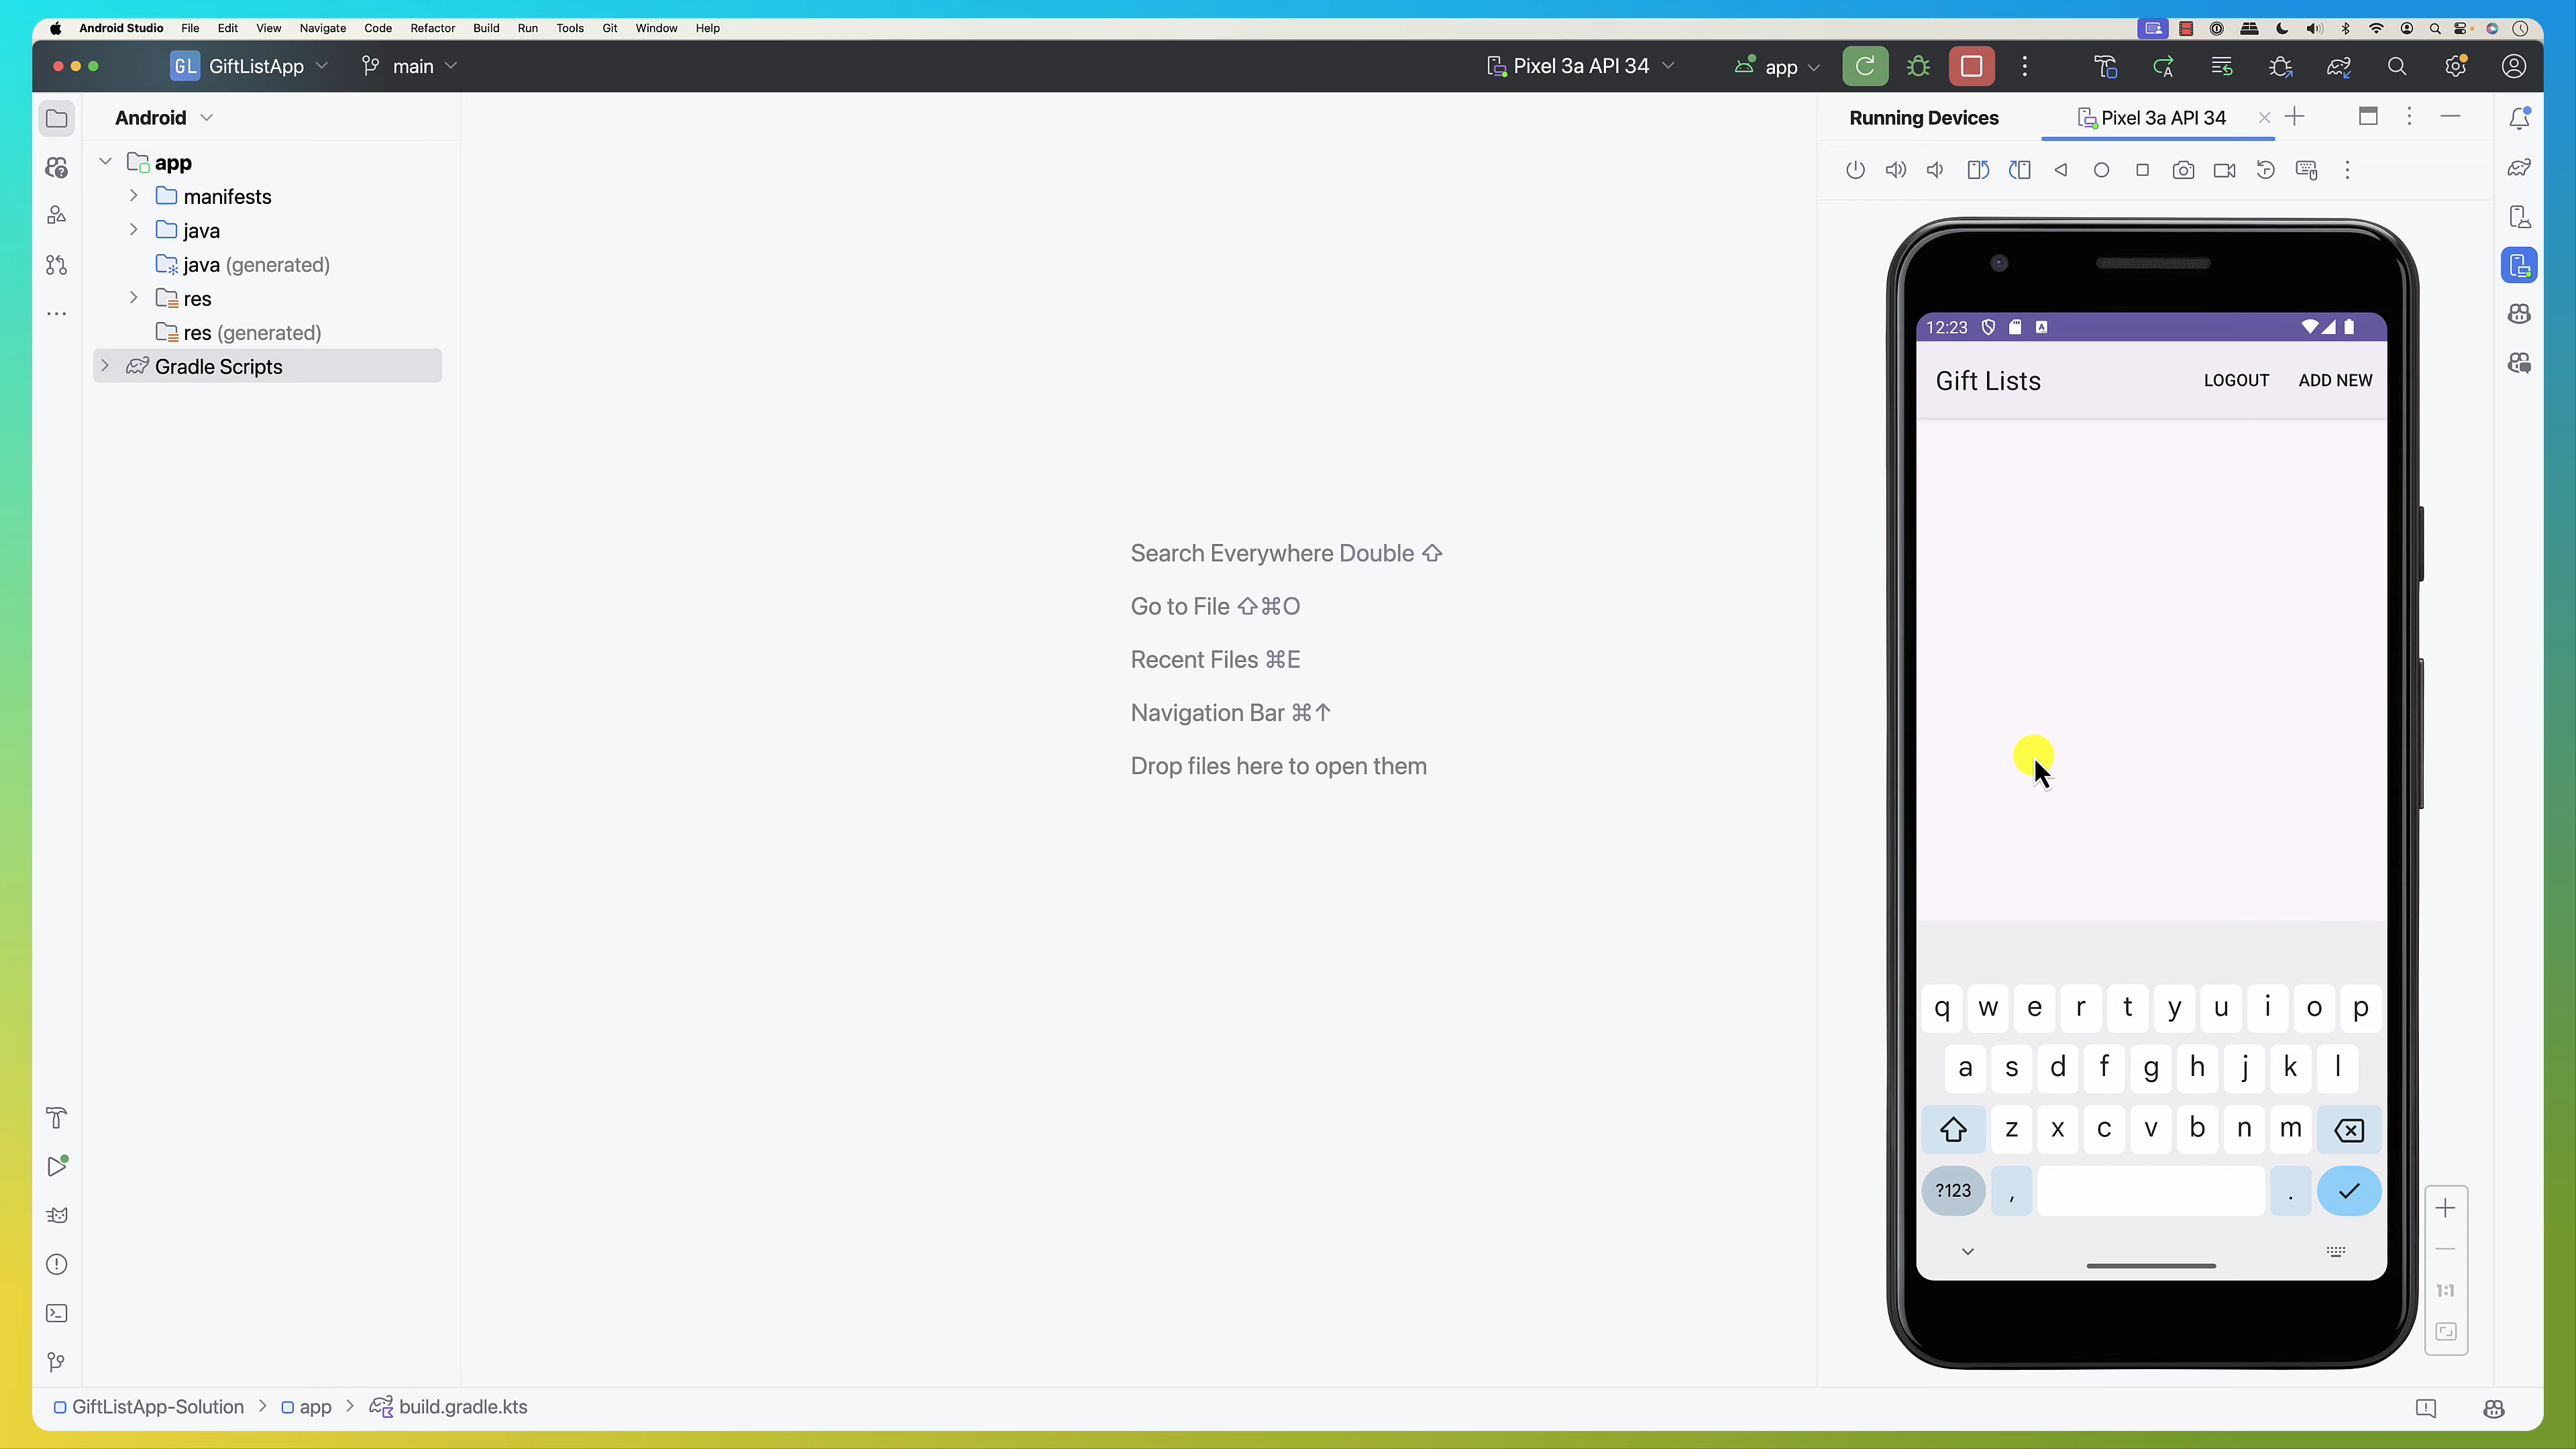 Android Studio File Edit View Navigate Code Refactor Build Run Tools Git Window Help
GL GiftListApp main Pixel 3a API 34 app
Android
Running Devices Pixel 3a API 34
app
manifests
java
java (generated)
res
res (generated)
Gradle Scripts
12:23
Gift Lists LOGOUT ADD NEW
Search Everywhere Double ⇧
Go to File ⇧⌘O
Recent Files ⌘E
Navigation Bar ⌘↑
Drop files here to open them
q w e r t y u i o p
a s d f g h j k l
z x c v b n m
?123 , .
1:1
GiftListApp-Solution > app > build.gradle.kts